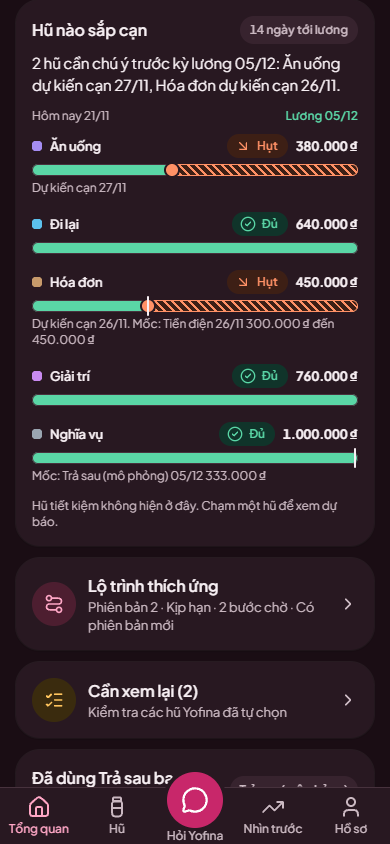 Hũ nào sắp cạn
14 ngày tới lương
2 hũ cần chú ý trước kỳ lương 05/12: Ăn uống
dự kiến cạn 27/11, Hóa đơn dự kiến cạn 26/11.
Hôm nay 21/11
Lương 05/12
Ăn uống
Hụt
380.000 ₫
Dự kiến cạn 27/11
Đi lại
Đủ
640.000 ₫
Hóa đơn
Hụt
450.000 ₫
Dự kiến cạn 26/11. Mốc: Tiền điện 26/11 300.000 ₫ đến
450.000 ₫
Giải trí
Đủ
760.000 ₫
Nghĩa vụ
Đủ
1.000.000 ₫
Mốc: Trả sau (mô phỏng) 05/12 333.000 ₫
Hũ tiết kiệm không hiện ở đây. Chạm một hũ để xem dự
báo.
Lộ trình thích ứng
Phiên bản 2 · Kịp hạn · 2 bước chờ · Có
phiên bản mới
Cần xem lại (2)
Kiểm tra các hũ Yofina đã tự chọn
Đã dùng Trả sau
Tổng quan
Hũ
Hỏi Yofina
Nhìn trước
Hồ sơ